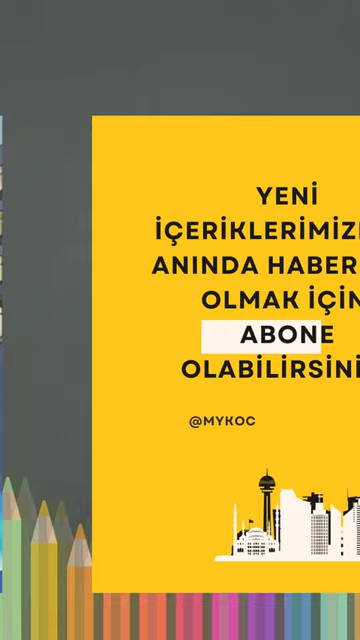 YENİ
İÇERİKLERİMİZ
ANINDA HABER
OLMAK İÇİN
ABONE
OLABİLİRSİNİ
@MYKOC